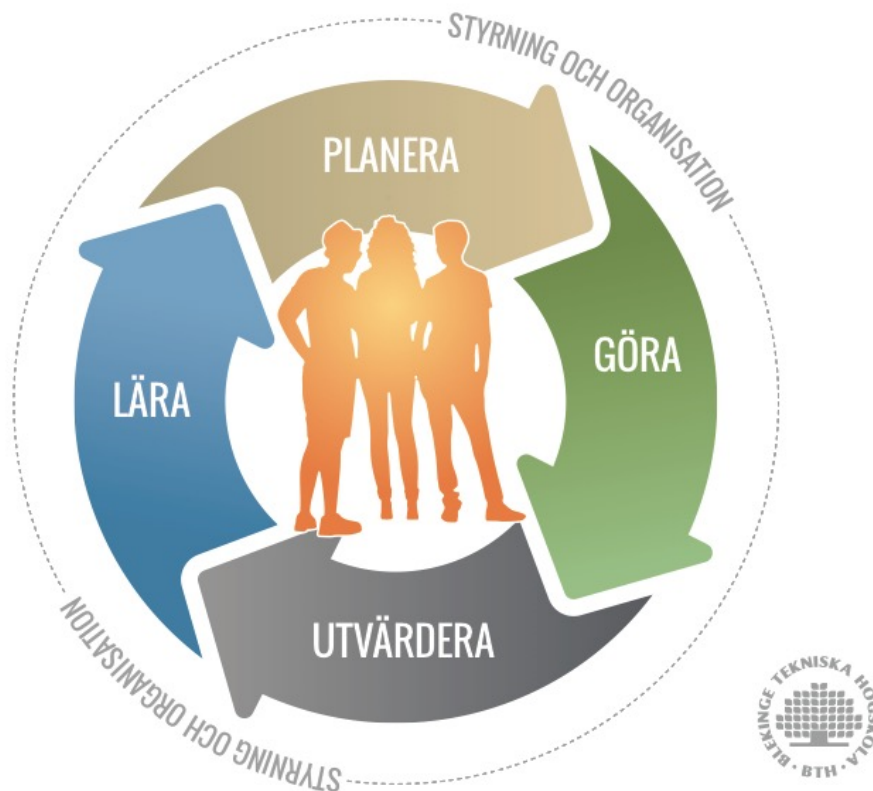 STYRNING OCH ORGANISATION
PLANERA
GÖRA
LÄRA
UTVÄRDERA
STYRNING OCH ORGANISATION
BLEKINGE TEKNISKA HÖGSKOLA
· BTH ·